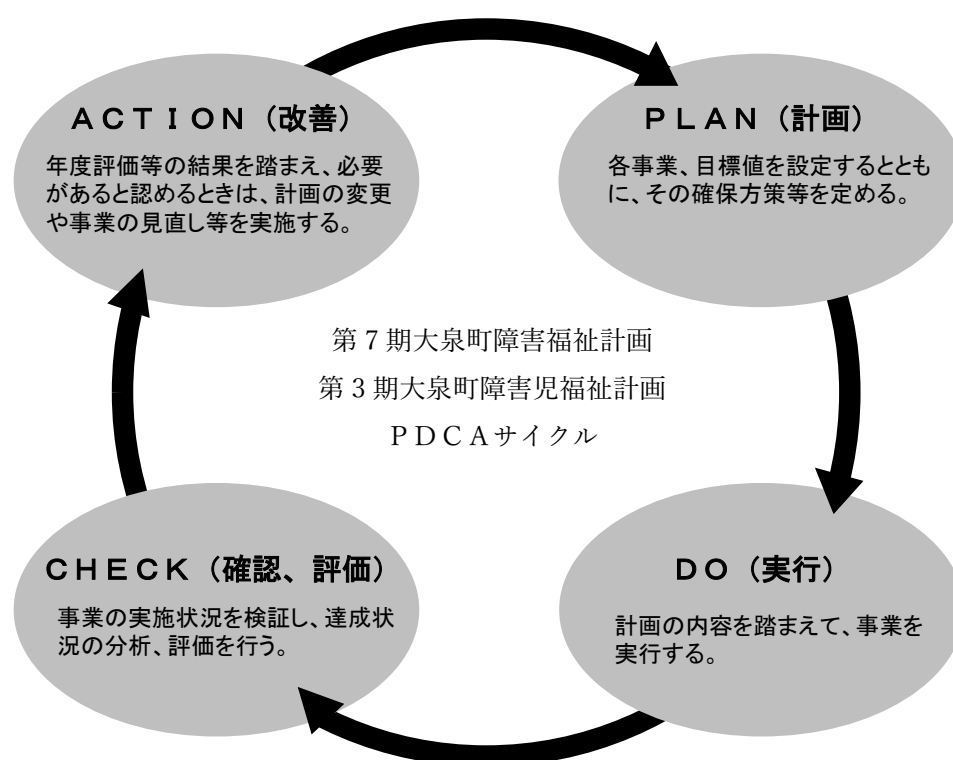 ACTION（改善）
年度評価等の結果を踏まえ、必要
があると認めるときは、計画の変更
や事業の見直し等を実施する。
PLAN（計画）
各事業、目標値を設定するととも
に、その確保方策等を定める。
第７期大泉町障害福祉計画
第３期大泉町障害児福祉計画
ＰＤＣＡサイクル
CHECK（確認、評価）
事業の実施状況を検証し、達成状
況の分析、評価を行う。
DO（実行）
計画の内容を踏まえて、事業を
実行する。